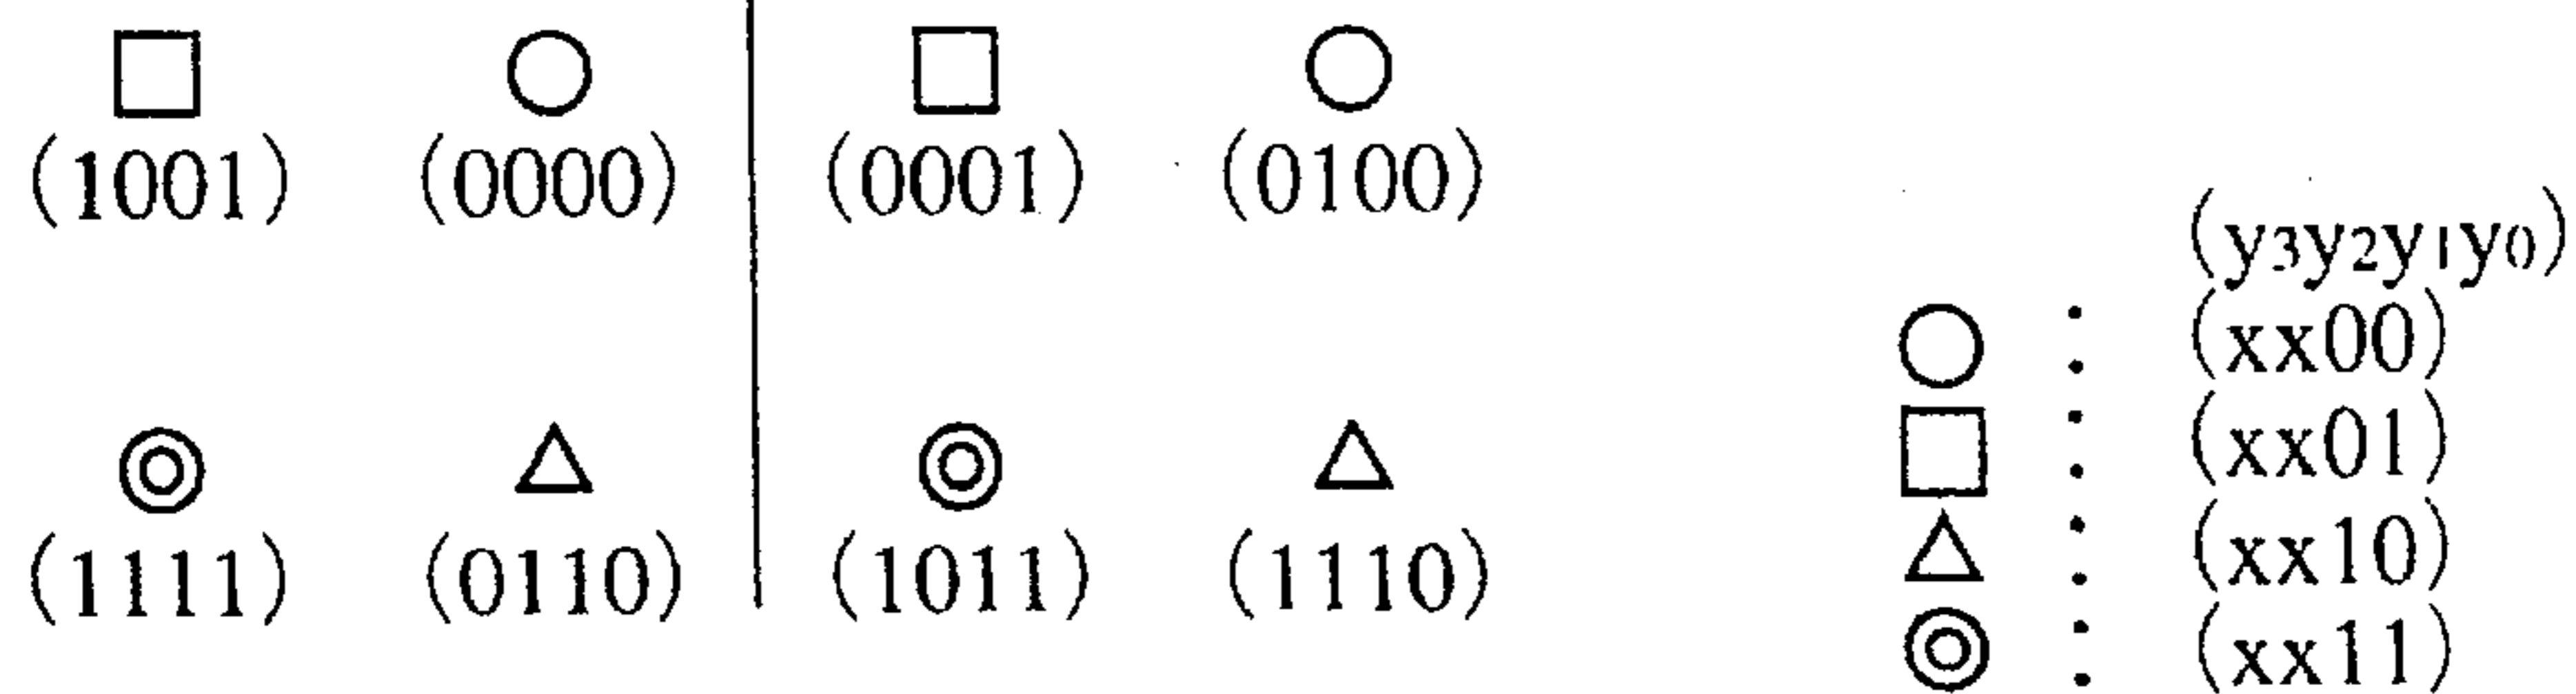 (1001) (0000) (0001) (0100)
(y3y2y1y0)
: (xx00)
: (xx01)
(1111) (0110) (1011) (1110) : (xx10)
: (xx11)